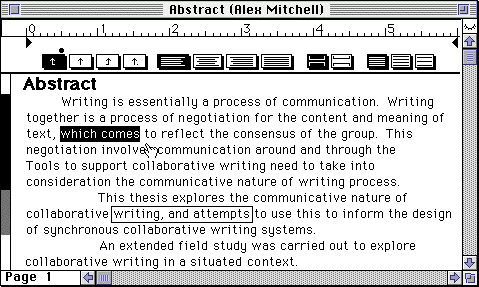 Abstract (Alex Mitchell)
0 1 2 3 4 5
Abstract
Writing is essentially a process of communication. Writing
together is a process of negotiation for the content and meaning of
text, which comes to reflect the consensus of the group. This
negotiation involve communication around and through the
Tools to support collaborative writing need to take into
consideration the communicative nature of writing process.
This thesis explores the communicative nature of
collaborative writing, and attempts to use this to inform the design
of synchronous collaborative writing systems.
An extended field study was carried out to explore
collaborative writing in a situated context.
Page 1